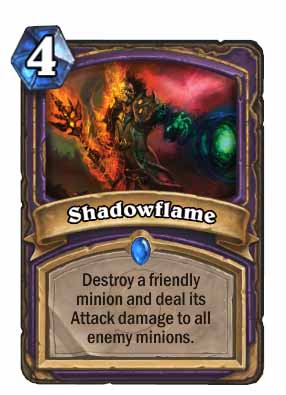 4
Shadowflame
Destroy a friendly
minion and deal its
Attack damage to all
enemy minions.